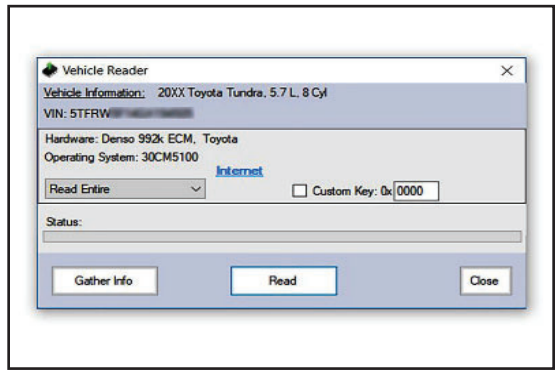 Vehicle Reader
Vehicle Information: 20XX Toyota Tundra, 5.7 L, 8 Cyl
VIN: 5TFRW
Hardware: Denso 992k ECM, Toyota
Operating System: 30CM5100
Internet
Read Entire
Custom Key: 0x 0000
Status:
Gather Info Read Close